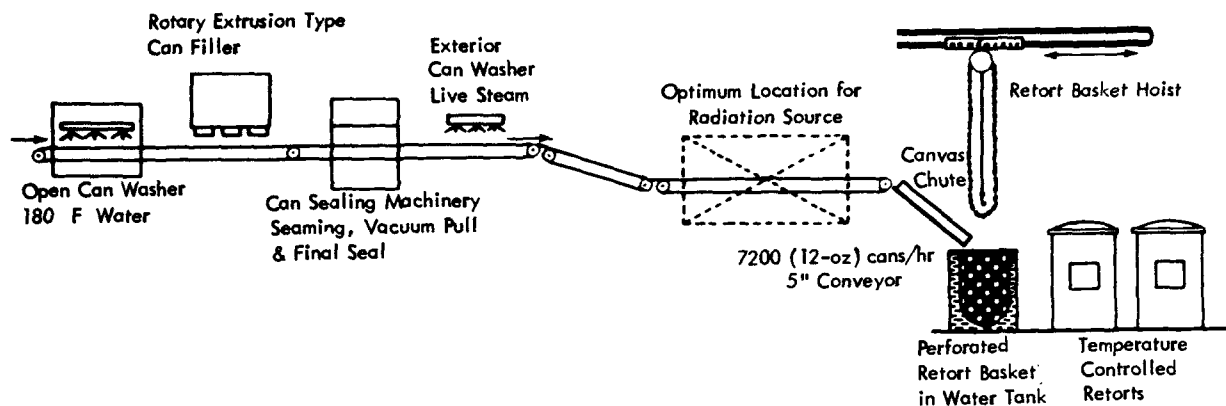 Rotary Extrusion Type
Can Filler
Exterior
Can Washer
Live Steam
Optimum Location for
Radiation Source
Retort Basket Hoist
Canvas
Chute
Open Can Washer
180 F Water
Can Sealing Machinery
Seaming, Vacuum Pull
& Final Seal
7200 (12-oz) cans/hr
5" Conveyor
Perforated
Retort Basket
in Water Tank
Temperature
Controlled
Retorts